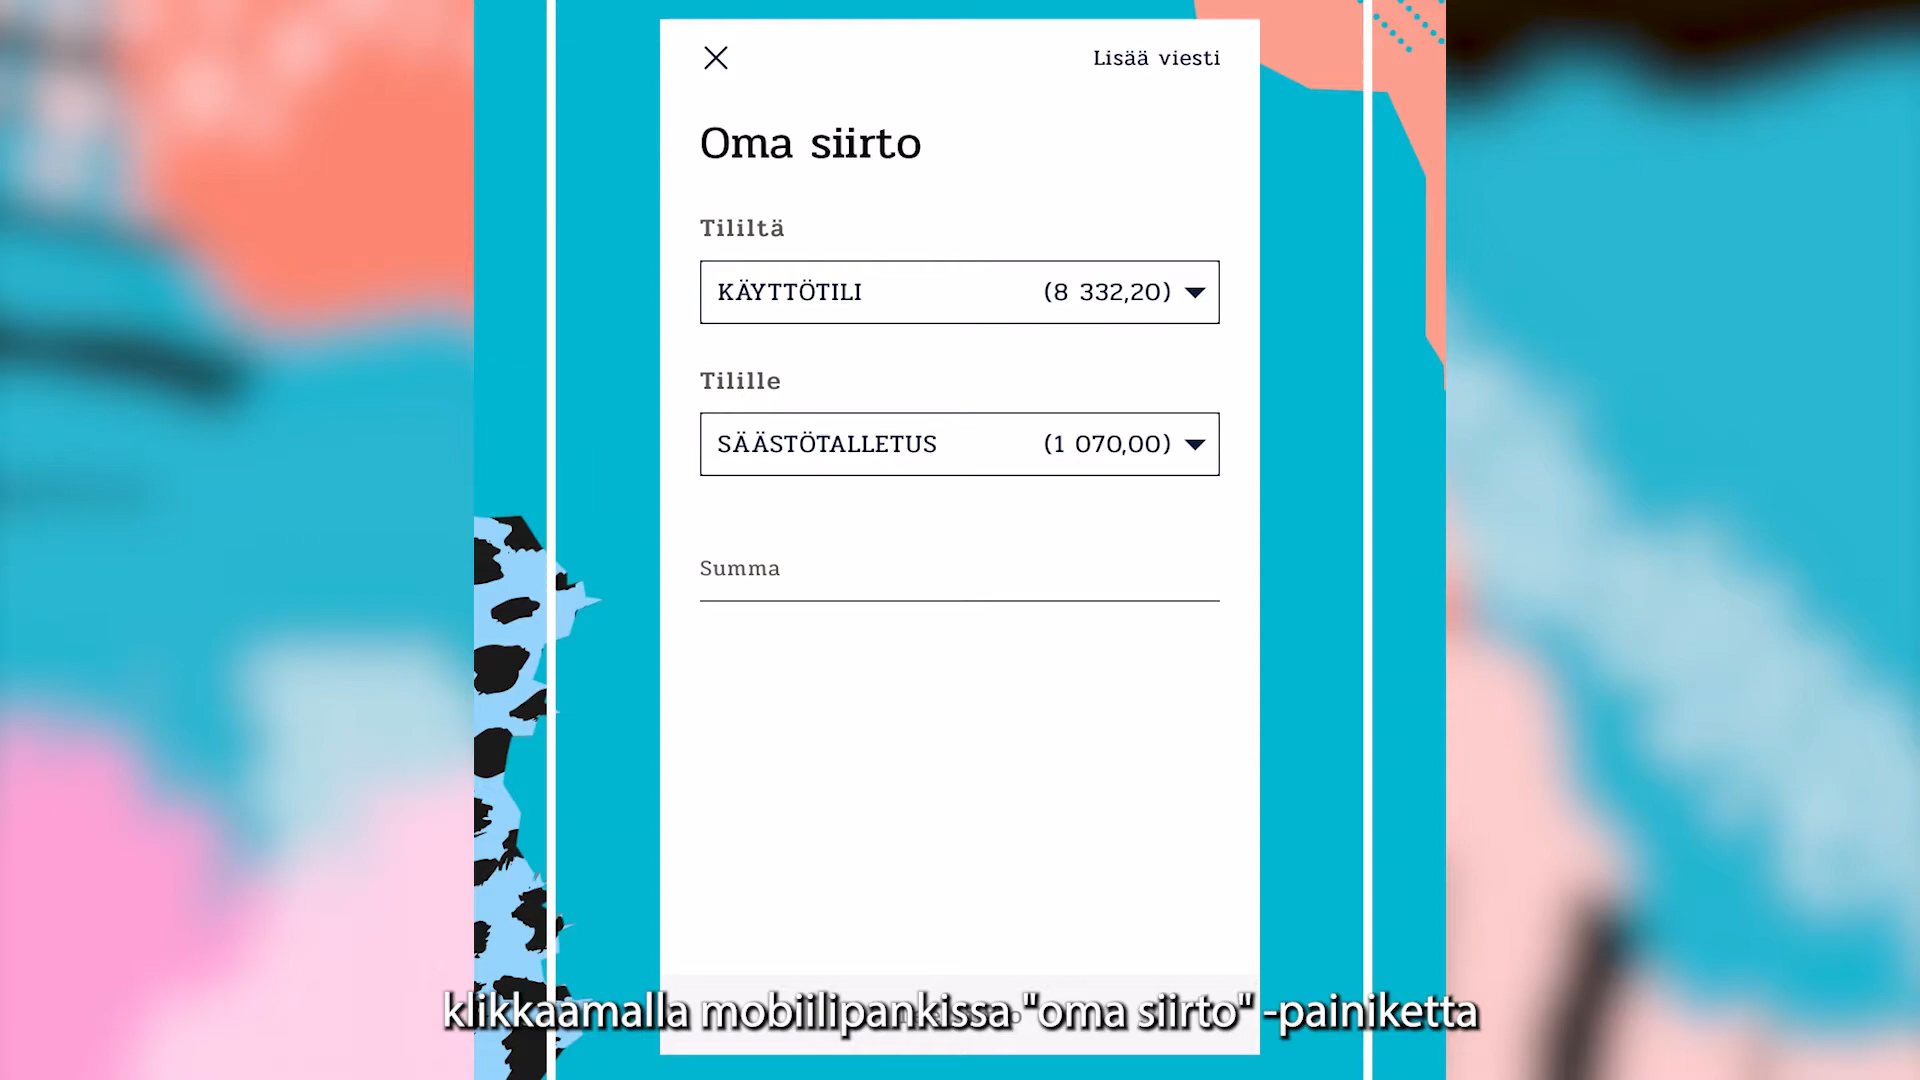 Lisää viesti
Oma siirto
Tililtä
KÄYTTÖTILI (8 332,20)
Tilille
SÄÄSTÖTALLETUS (1 070,00)
Summa
klikkaamalla mobiilipankissa "oma siirto" -painiketta